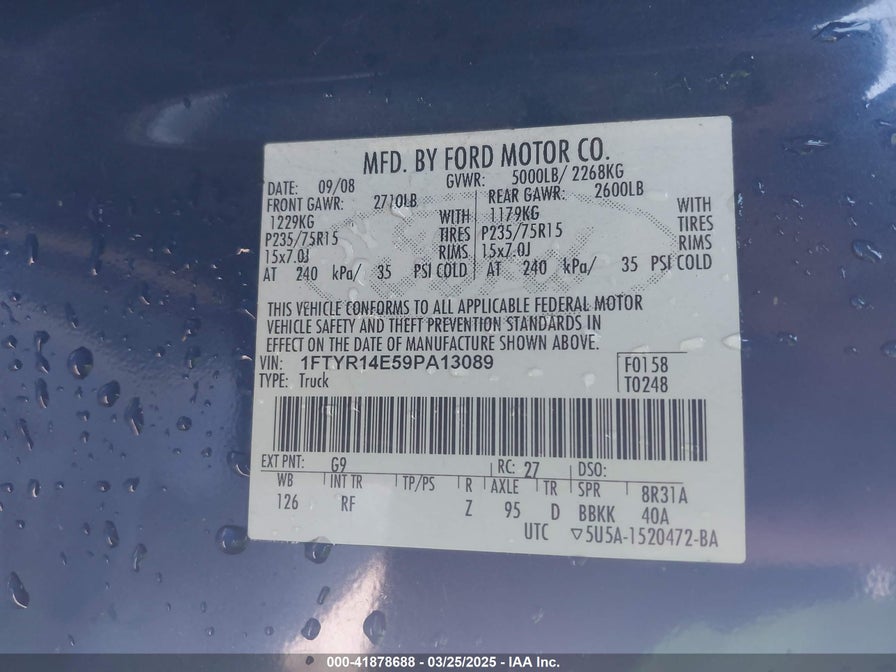 MFD. BY FORD MOTOR CO.
DATE: 09/08 GVWR: 5000LB/ 2268KG
FRONT GAWR: 2710LB REAR GAWR: 2600LB
1229KG WITH 1179KG WITH
P235/75R15 TIRES P235/75R15 TIRES
15x7.0J RIMS 15x7.0J RIMS
AT 240 kPa/ 35 PSI COLD AT 240 kPa/ 35 PSI COLD
THIS VEHICLE CONFORMS TO ALL APPLICABLE FEDERAL MOTOR
VEHICLE SAFETY AND THEFT PREVENTION STANDARDS IN
EFFECT ON THE DATE OF MANUFACTURE SHOWN ABOVE.
VIN: 1FTYR14E59PA13089 F0158
TYPE: Truck T0248
EXT PNT: G9 RC: 27 DSO:
WB INT TR TP/PS R AXLE TR SPR 8R31A
126 RF Z 95 D BBKK 40A
UTC ▽5U5A-1520472-BA
000-41878688 - 03/25/2025 - IAA Inc.